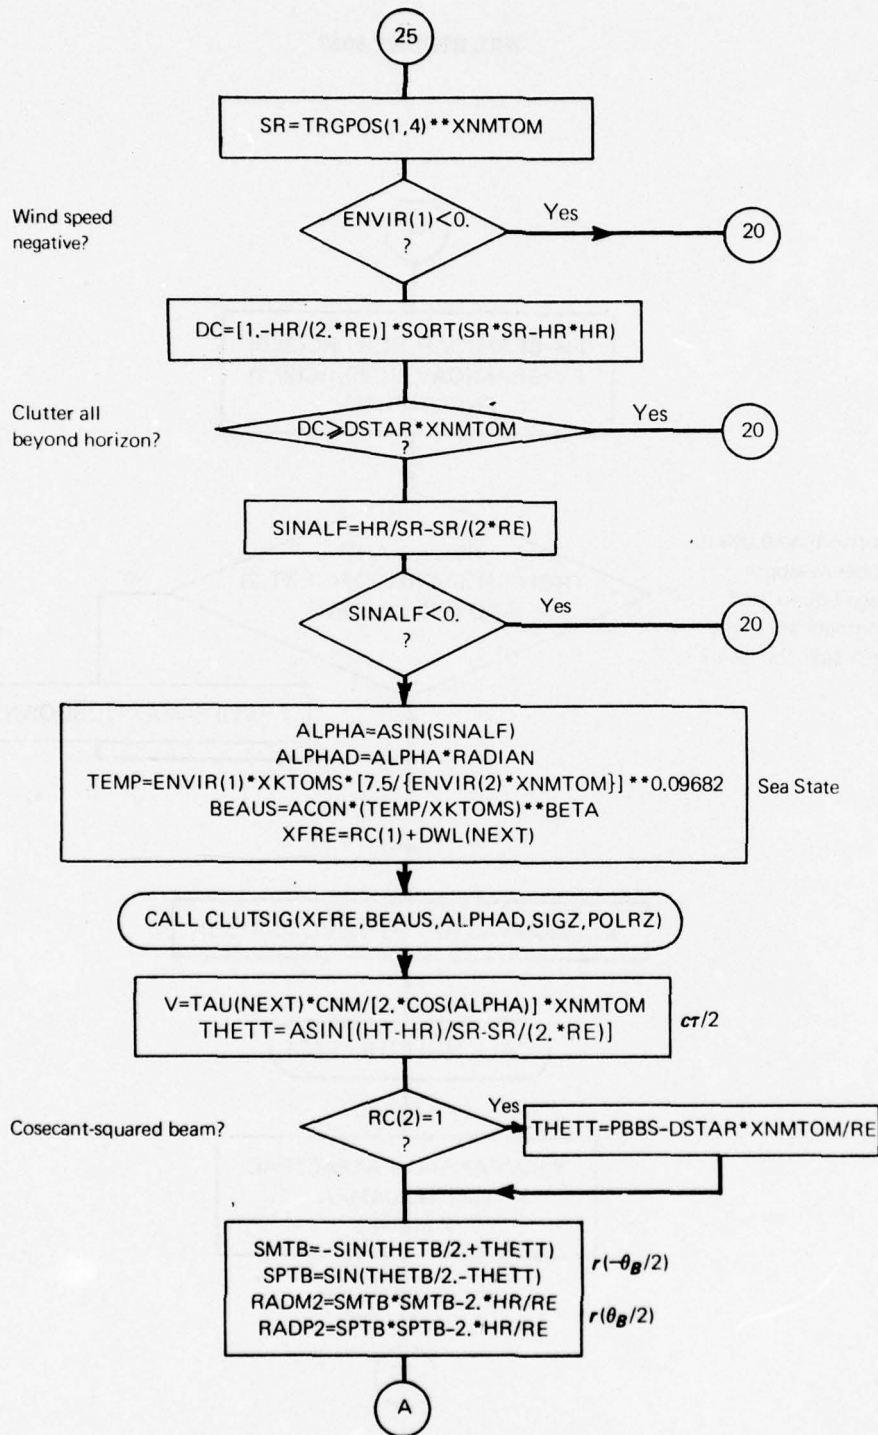 25
SR=TRGPOS(1,4)**XNMTOM
Wind speed
negative?
ENVIR(1)<0.
?
Yes
20
DC=[1.-HR/(2.*RE)]*SQRT(SR*SR-HR*HR)
Clutter all
beyond horizon?
DC⩾DSTAR*XNMTOM
?
Yes
20
SINALF=HR/SR-SR/(2*RE)
SINALF<0.
?
Yes
20
ALPHA=ASIN(SINALF)
ALPHAD=ALPHA*RADIAN
TEMP=ENVIR(1)*XKTOMS*[7.5/{ENVIR(2)*XNMTOM}]**0.09682
BEAUS=ACON*(TEMP/XKTOMS)**BETA
XFRE=RC(1)+DWL(NEXT)
Sea State
CALL CLUTSIG(XFRE,BEAUS,ALPHAD,SIGZ,POLRZ)
V=TAU(NEXT)*CNM/[2.*COS(ALPHA)]*XNMTOM
THETT=ASIN[(HT-HR)/SR-SR/(2.*RE)]
cτ/2
Cosecant-squared beam?
RC(2)=1
?
Yes
THETT=PBBS-DSTAR*XNMTOM/RE
SMTB=-SIN(THETB/2.+THETT)
SPTB=SIN(THETB/2.-THETT)
RADM2=SMTB*SMTB-2.*HR/RE
RADP2=SPTB*SPTB-2.*HR/RE
r(-θB/2)
r(θB/2)
A